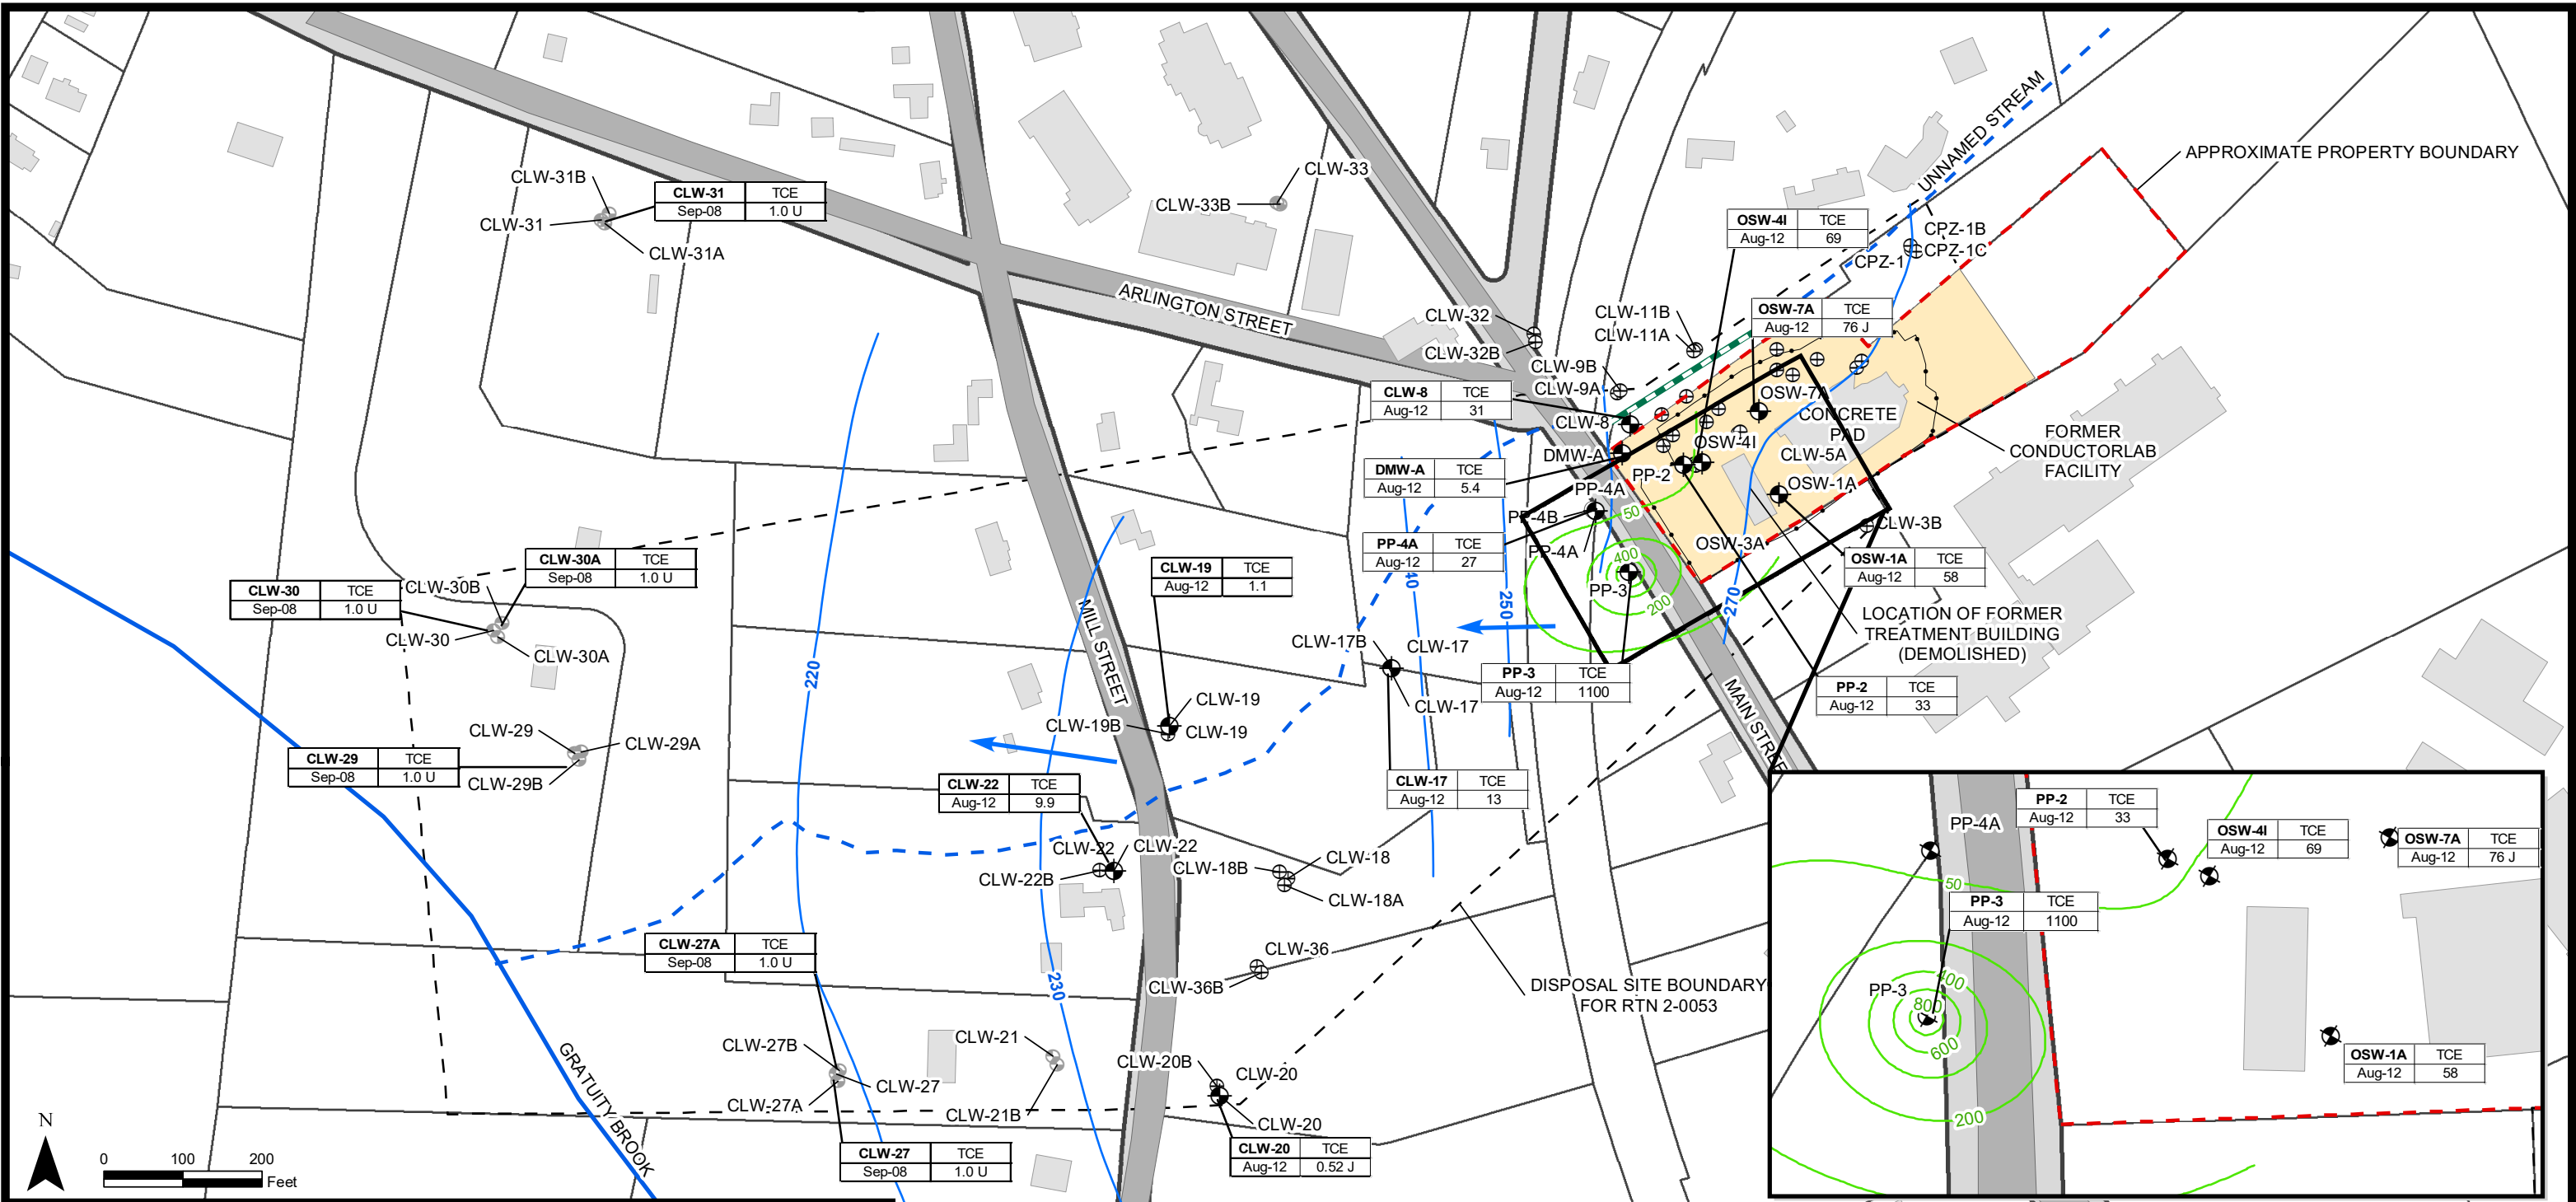 UNNAMED STREAM
APPROXIMATE PROPERTY BOUNDARY
CLW-31B
CLW-31 TCE
Sep-08 1.0 U
CLW-31
CLW-31A
CLW-33
CLW-33B
OSW-4I TCE
Aug-12 69
CPZ-1B
CPZ-1C
CPZ-1
ARLINGTON STREET
CLW-32
CLW-32B
CLW-11B
CLW-11A
OSW-7A TCE
Aug-12 76 J
CLW-9B
CLW-9A
CLW-8 TCE
Aug-12 31
CLW-8
OSW-7A
CONCRETE
PAD
CLW-5A
OSW-4I
FORMER
CONDUCTORLAB
FACILITY
DMW-A
DMW-A TCE
Aug-12 5.4
PP-2
PP-4A
OSW-1A
PP-4B
50
CLW-3B
PP-4A TCE
Aug-12 27
PP-4A
OSW-3A
400
PP-3
200
OSW-1A TCE
Aug-12 58
40
250
270
LOCATION OF FORMER
TREATMENT BUILDING
(DEMOLISHED)
CLW-30A TCE
Sep-08 1.0 U
CLW-30 TCE
Sep-08 1.0 U
CLW-30B
CLW-30
CLW-30A
CLW-19 TCE
Aug-12 1.1
MILL STREET
220
CLW-17B
CLW-17
CLW-17
PP-3 TCE
Aug-12 1100
PP-2 TCE
Aug-12 33
MAIN STREE
CLW-19
CLW-19B
CLW-19
CLW-29
CLW-29A
CLW-29 TCE
Sep-08 1.0 U
CLW-29B
CLW-22 TCE
Aug-12 9.9
CLW-17 TCE
Aug-12 13
CLW-22
CLW-22
CLW-22B
CLW-18B
CLW-18
CLW-18A
CLW-27A TCE
Sep-08 1.0 U
CLW-36
CLW-36B
230
DISPOSAL SITE BOUNDARY
FOR RTN 2-0053
CLW-27B
CLW-27
CLW-27A
CLW-21
CLW-21B
CLW-20B
CLW-20
CLW-20
CLW-27 TCE
Sep-08 1.0 U
CLW-20 TCE
Aug-12 0.52 J
GRATUITY BROOK
N
0 100 200
Feet
PP-4A
PP-2 TCE
Aug-12 33
OSW-4I TCE
Aug-12 69
OSW-7A TCE
Aug-12 76 J
50
PP-3 TCE
Aug-12 1100
PP-3
400
800
600
200
OSW-1A TCE
Aug-12 58